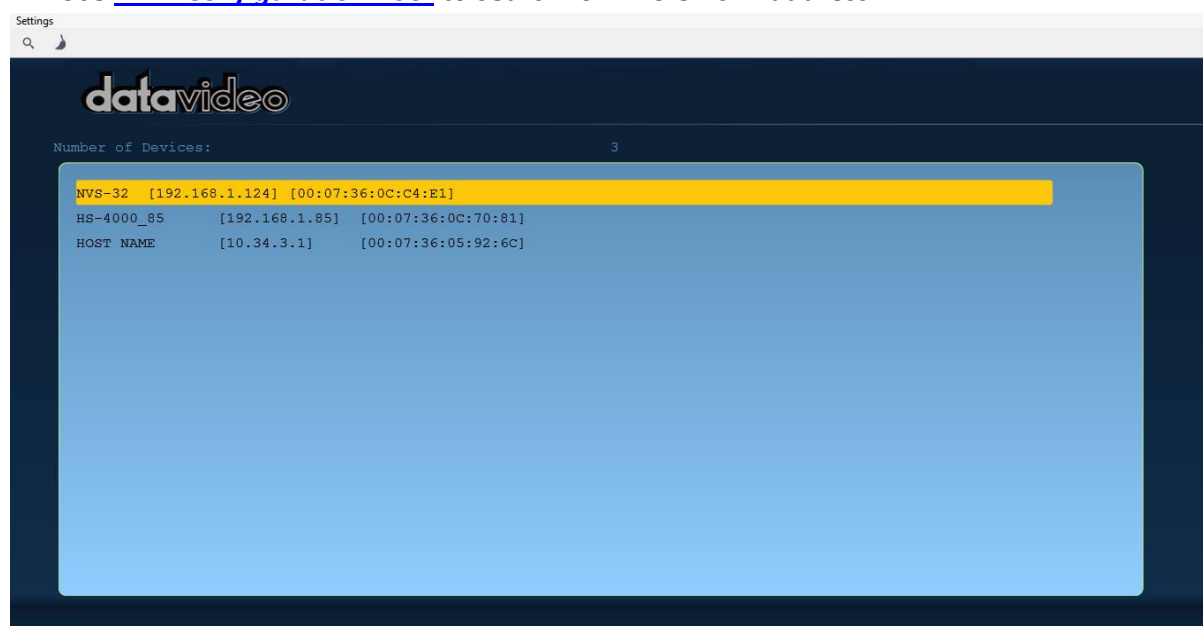 Settings
datavideo
Number of Devices: 3
NVS-32 [192.168.1.124] [00:07:36:0C:C4:E1]
HS-4000_85 [192.168.1.85] [00:07:36:0C:70:81]
HOST NAME [10.34.3.1] [00:07:36:05:92:6C]